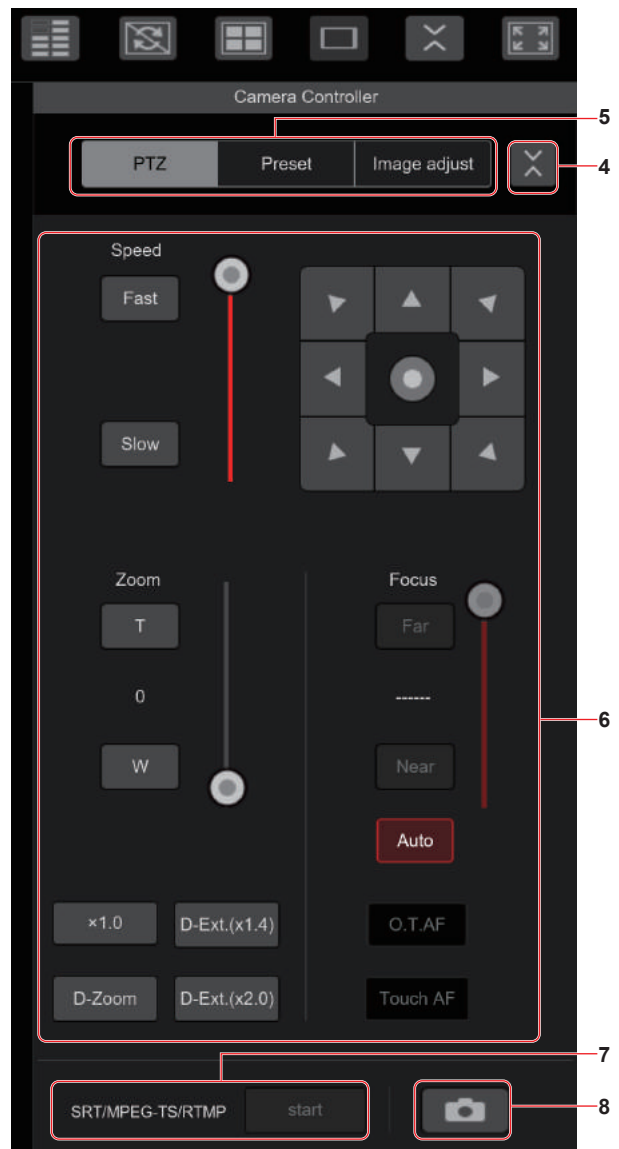 Camera Controller
5
PTZ Preset Image adjust
4
Speed
Fast
Slow
Zoom Focus
T Far
0 ------
6
W Near
Auto
×1.0 D-Ext.(x1.4) O.T.AF
D-Zoom D-Ext.(x2.0) Touch AF
7
SRT/MPEG-TS/RTMP start
8